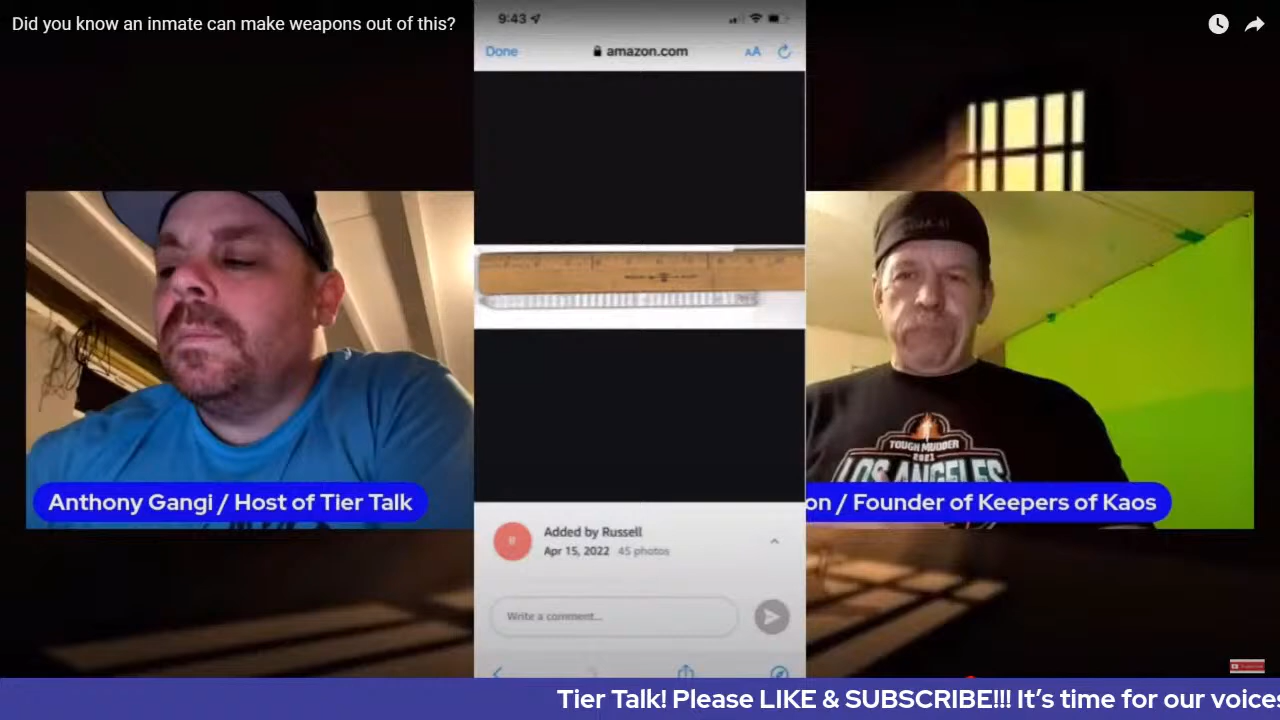 Did you know an inmate can make weapons out of this?
9:43
Done
amazon.com
AA
TOUGH MUDDER
2021
LOS ANGELES
Anthony Gangi / Host of Tier Talk
on / Founder of Keepers of Kaos
Added by Russell
Apr 15, 2022 45 photos
Write a comment...
Tier Talk! Please LIKE & SUBSCRIBE!!! It's time for our voices